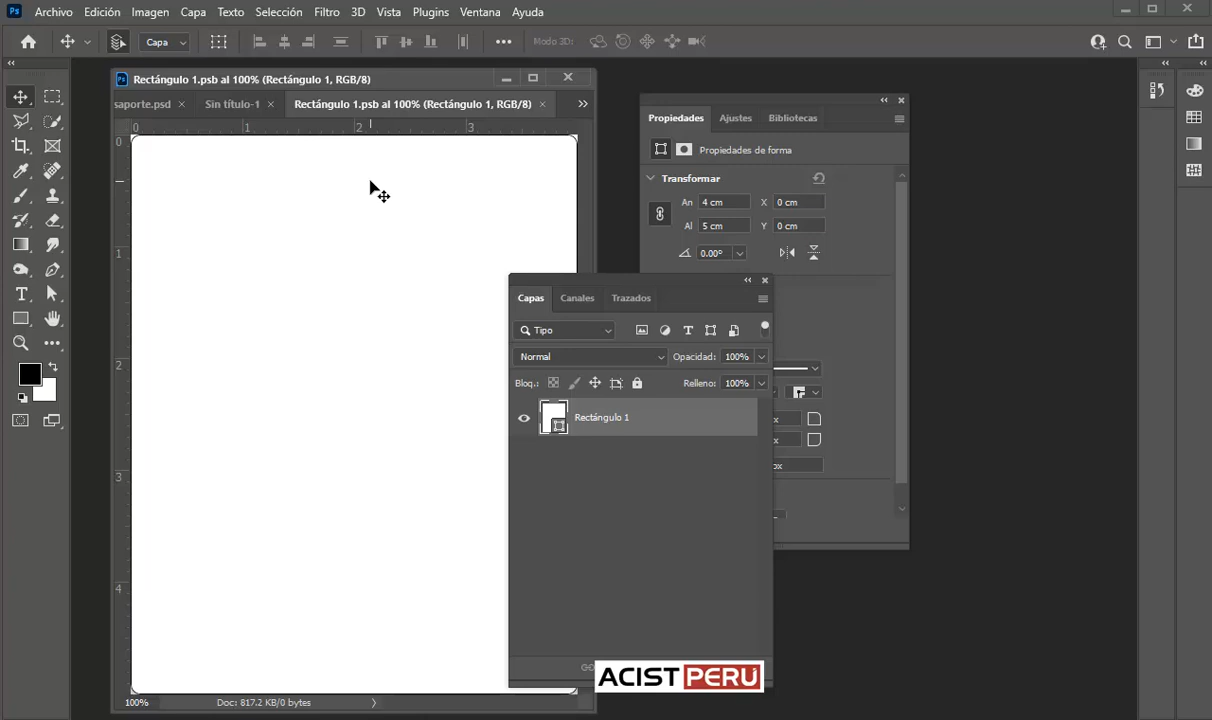 Ps Archivo Edición Imagen Capa Texto Selección Filtro 3D Vista Plugins Ventana Ayuda
Capa Modo 3D:
Ps Rectángulo 1.psb al 100% (Rectángulo 1, RGB/8)
saporte.psd Sin título-1 Rectángulo 1.psb al 100% (Rectángulo 1, RGB/8)
0 1 2 3
0
1
2
3
4
Propiedades Ajustes Bibliotecas
Propiedades de forma
Transformar
An 4 cm X 0 cm
Al 5 cm Y 0 cm
0.00°
Capas Canales Trazados
Tipo
Normal Opacidad: 100%
Bloq.: Relleno: 100%
Rectángulo 1
x
x
px
ACIST PERÚ
100% Doc: 817.2 KB/0 bytes